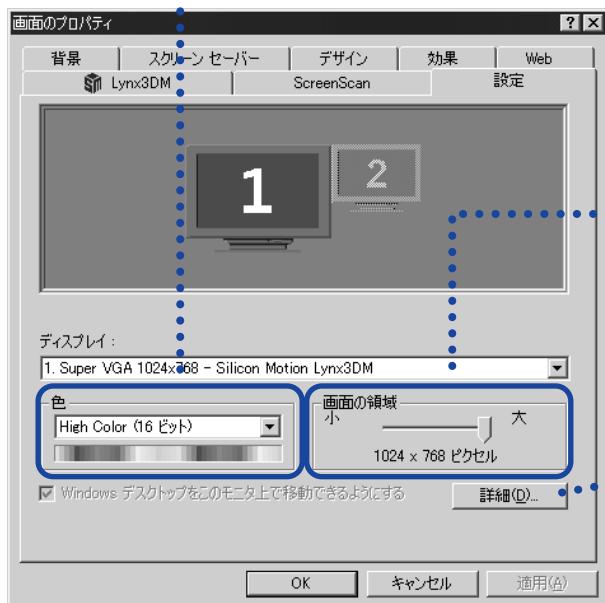 画面のプロパティ
背景 スクリーン セーバー デザイン 効果 Web
Lynx3DM ScreenScan 設定
1 2
ディスプレイ :
1. Super VGA 1024x768 - Silicon Motion Lynx3DM
色
High Color (16 ビット)
画面の領域
小 大
1024 x 768 ピクセル
Windows デスクトップをこのモニタ上で移動できるようにする
詳細(D)...
OK キャンセル 適用(A)